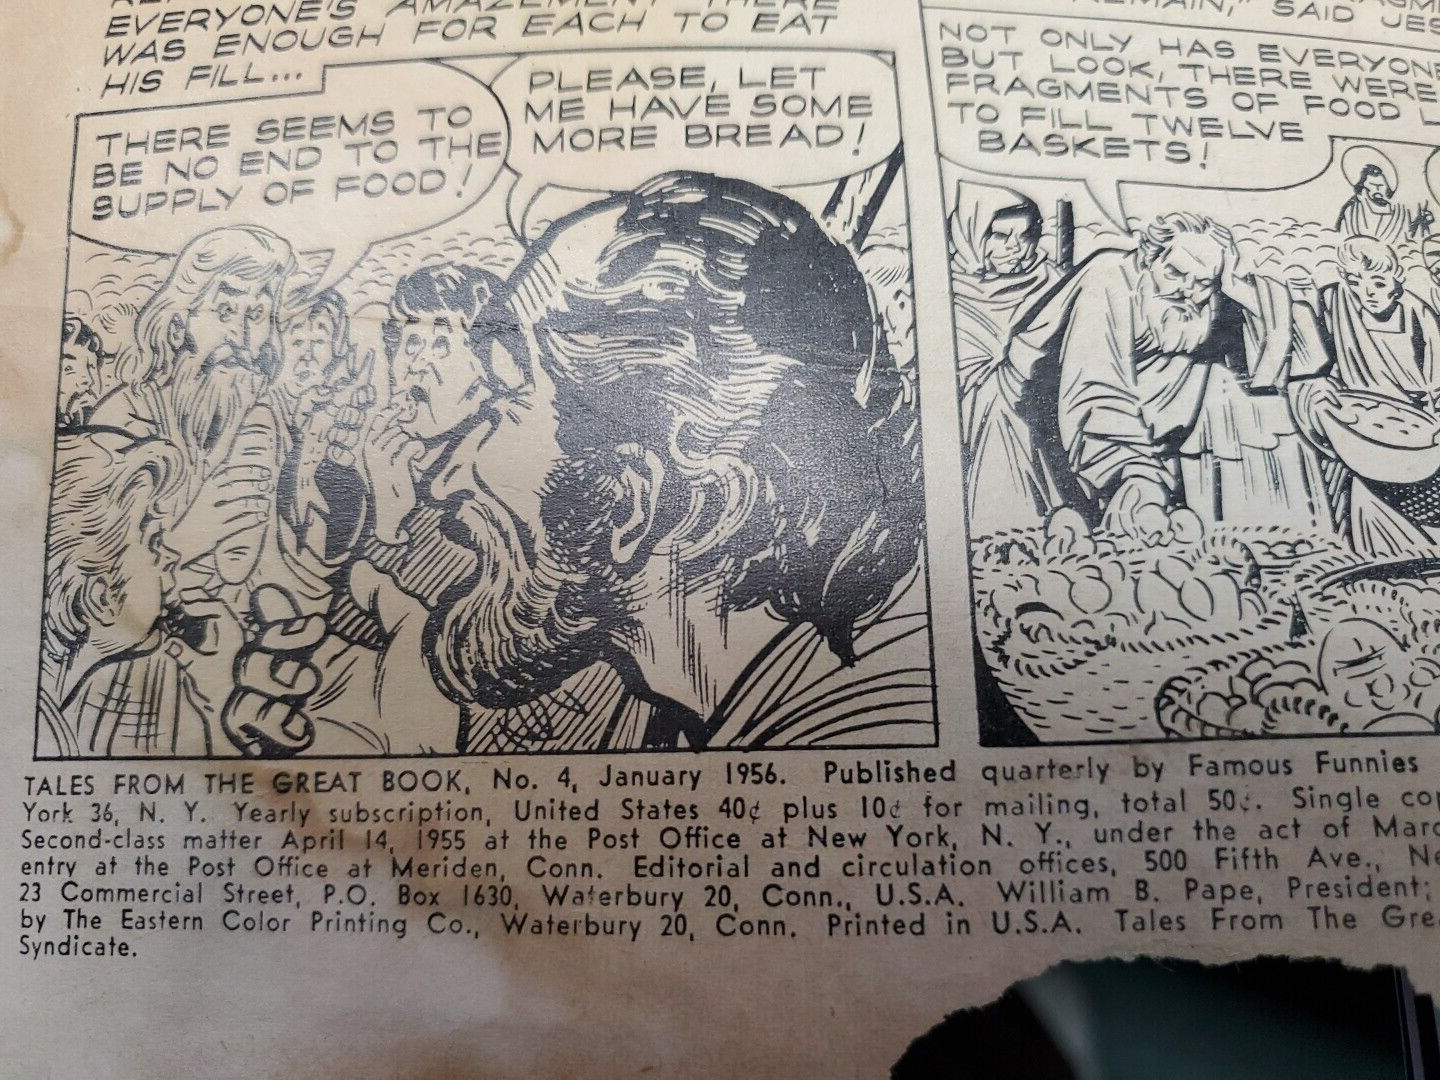 EVERYONE'S AMAZEMENT THERE
WAS ENOUGH FOR EACH TO EAT
HIS FILL...
THERE SEEMS TO
BE NO END TO THE
SUPPLY OF FOOD!
PLEASE, LET
ME HAVE SOME
MORE BREAD!
REMAIN," SAID JES
NOT ONLY HAS EVERYONE
BUT LOOK, THERE WERE
FRAGMENTS OF FOOD L
TO FILL TWELVE
BASKETS!
TALES FROM THE GREAT BOOK, No. 4, January 1956. Published quarterly by Famous Funnies
York 36, N. Y. Yearly subscription, United States 40¢ plus 10¢ for mailing, total 50¢. Single cop
Second-class matter April 14, 1955 at the Post Office at New York, N. Y., under the act of Marc
entry at the Post Office at Meriden, Conn. Editorial and circulation offices, 500 Fifth Ave., Ne
23 Commercial Street, P.O. Box 1630, Waterbury 20, Conn., U.S.A. William B. Pape, President;
by The Eastern Color Printing Co., Waterbury 20, Conn. Printed in U.S.A. Tales From The Gre
Syndicate.